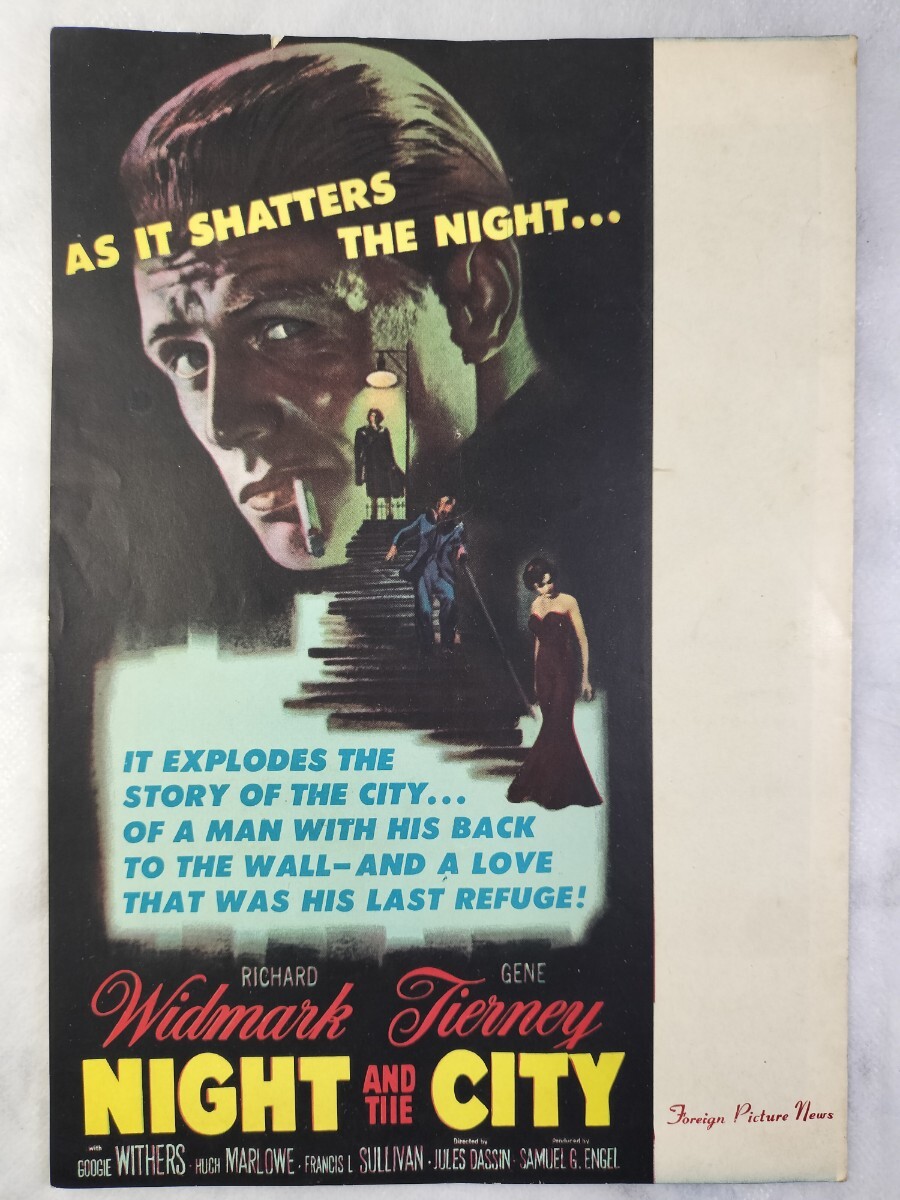 AS IT SHATTERS
THE NIGHT...
IT EXPLODES THE
STORY OF THE CITY...
OF A MAN WITH HIS BACK
TO THE WALL—AND A LOVE
THAT WAS HIS LAST REFUGE!
RICHARD GENE
Widmark Tierney
NIGHT AND THE CITY
with Directed by Produced by
GOOGIE WITHERS · HUGH MARLOWE · FRANCIS L SULLIVAN · JULES DASSIN · SAMUEL G. ENGEL
Foreign Picture News